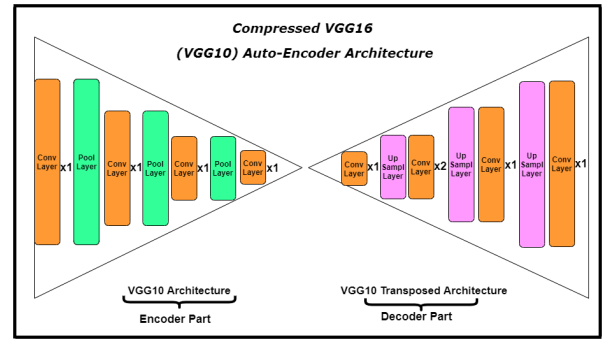 Compressed VGG16
(VGG10) Auto-Encoder Architecture
Conv Layer x1
Pool Layer
Conv Layer x1
Pool Layer
Conv Layer x1
Pool Layer
Conv Layer x1
Conv Layer x1
Up Sampl Layer
Conv Layer x2
Up Sampl Layer
Conv Layer x1
Up Sampl Layer
Conv Layer x1
VGG10 Architecture
Encoder Part
VGG10 Transposed Architecture
Decoder Part